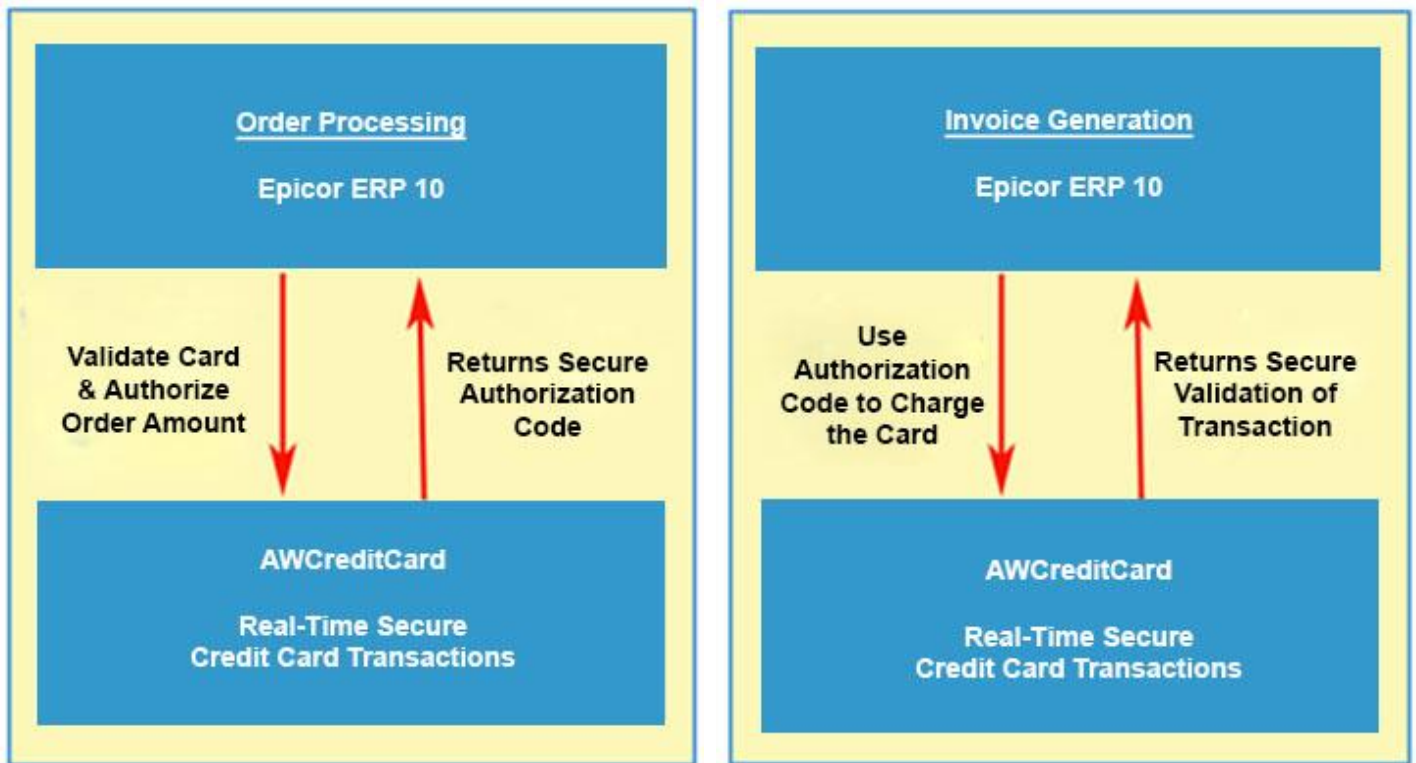 Order Processing
Epicor ERP 10
Validate Card
& Authorize
Order Amount
Returns Secure
Authorization
Code
AWCreditCard
Real-Time Secure
Credit Card Transactions
Invoice Generation
Epicor ERP 10
Use
Authorization
Code to Charge
the Card
Returns Secure
Validation of
Transaction
AWCreditCard
Real-Time Secure
Credit Card Transactions